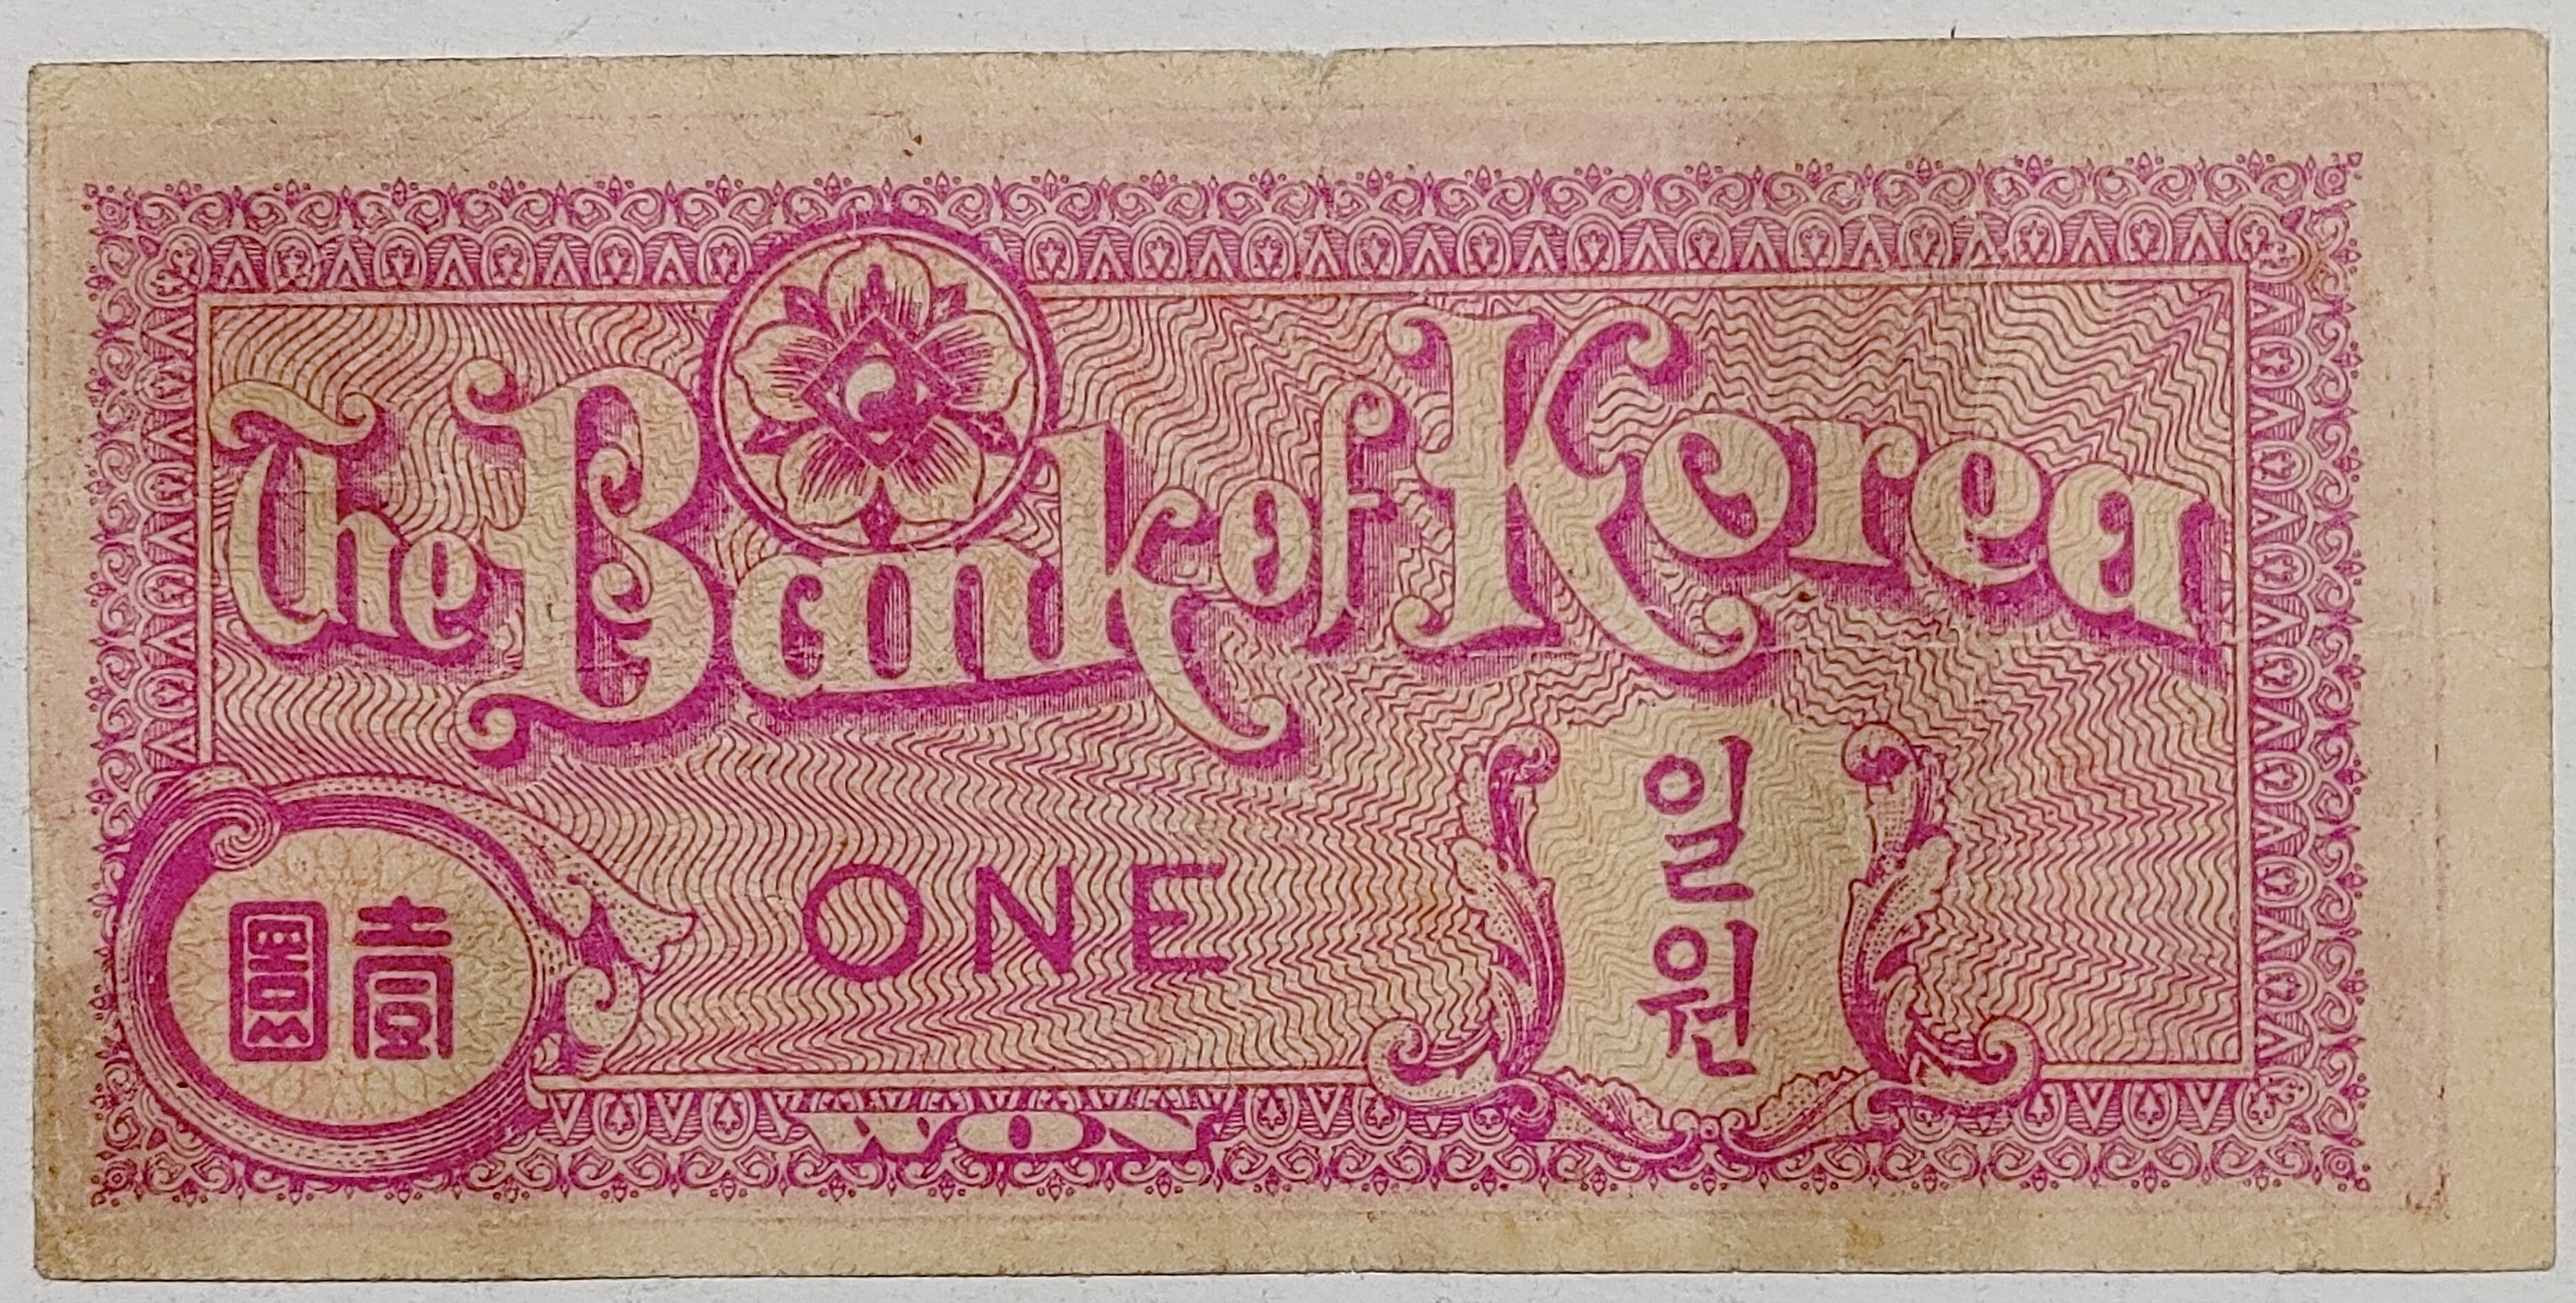 The Bank of Korea
ONE
일원
壹圓
WON